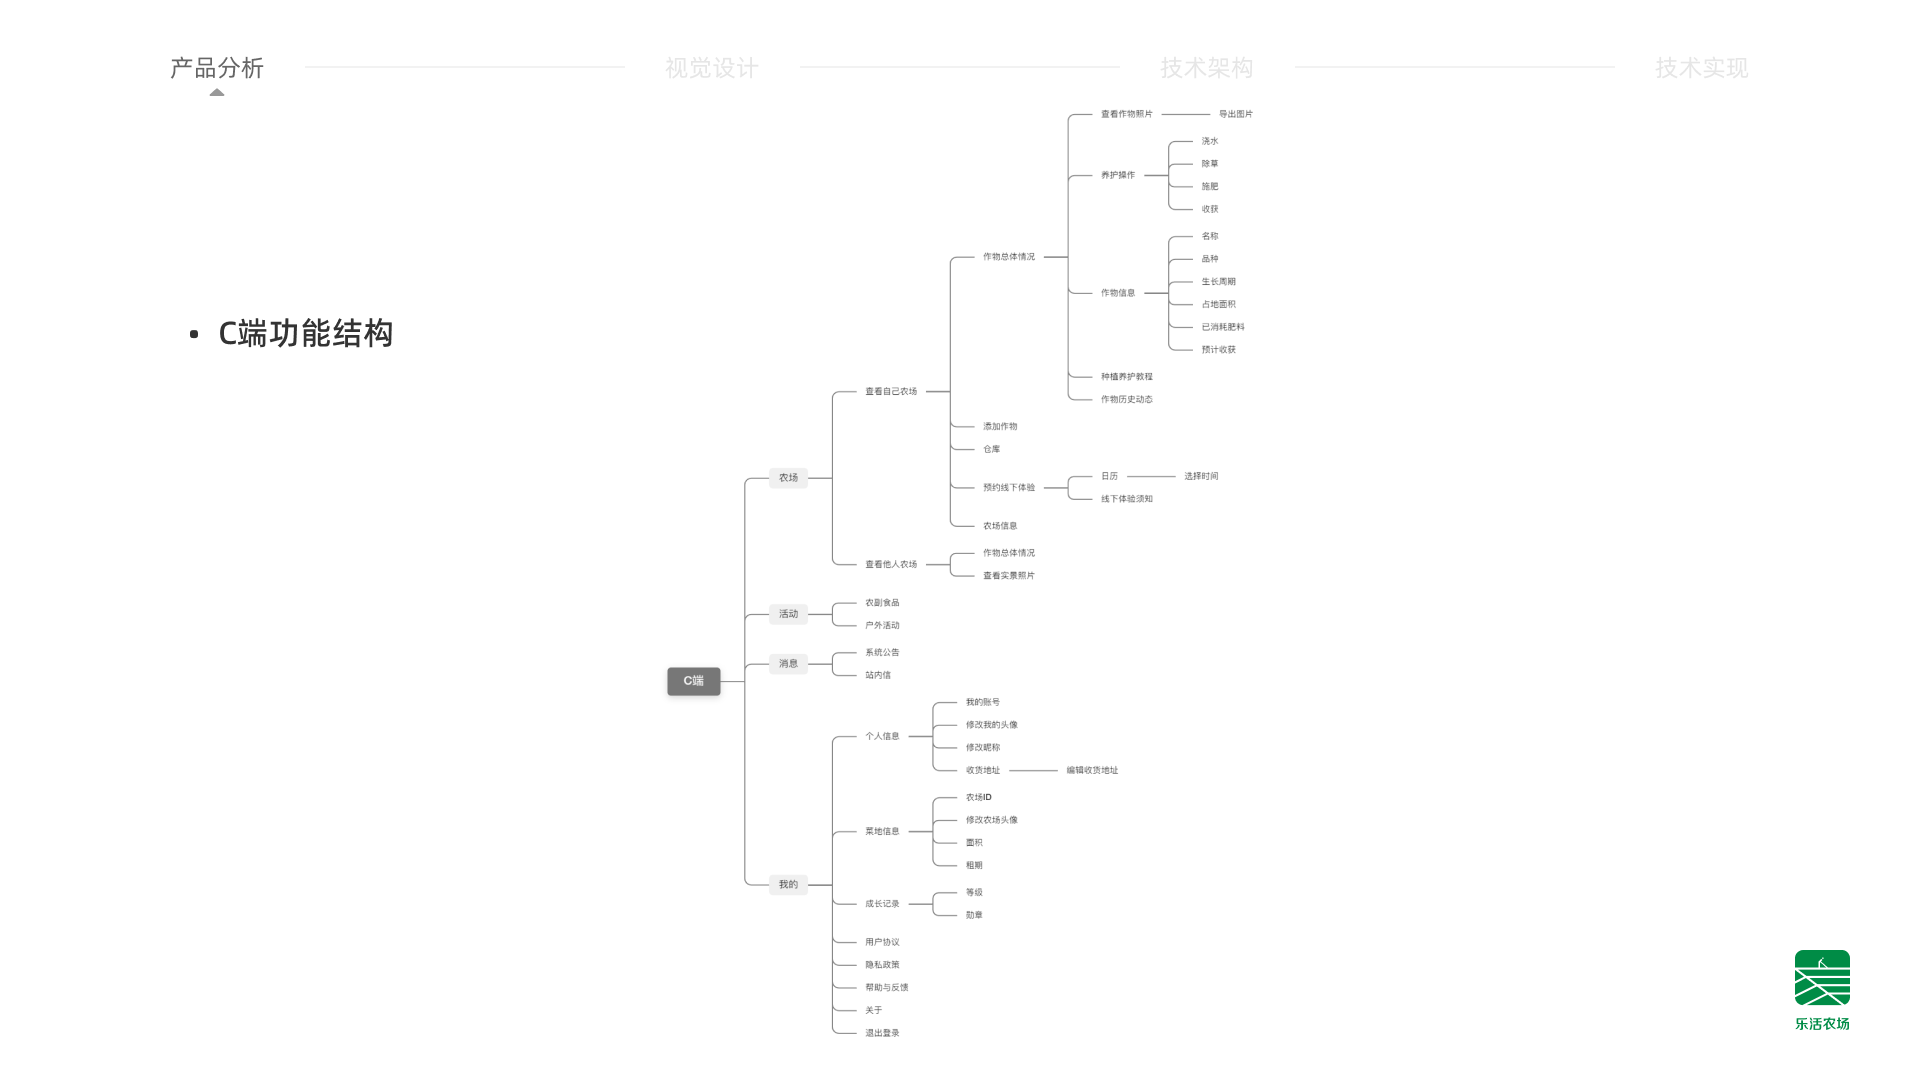 产品分析
视觉设计
技术架构
技术实现
C端功能结构
C端
农场
查看自己农场
作物总体情况
查看作物照片
导出图片
养护操作
浇水
除草
施肥
收获
作物信息
名称
品种
生长周期
占地面积
已消耗肥料
预计收获
种植养护教程
作物历史动态
添加作物
仓库
预约线下体验
日历
选择时间
线下体验须知
农场信息
查看他人农场
作物总体情况
查看实景照片
活动
农副食品
户外活动
消息
系统公告
站内信
我的
个人信息
我的账号
修改我的头像
修改昵称
收货地址
编辑收货地址
菜地信息
农场ID
修改农场头像
面积
租期
成长记录
等级
勋章
用户协议
隐私政策
帮助与反馈
关于
退出登录
乐活农场